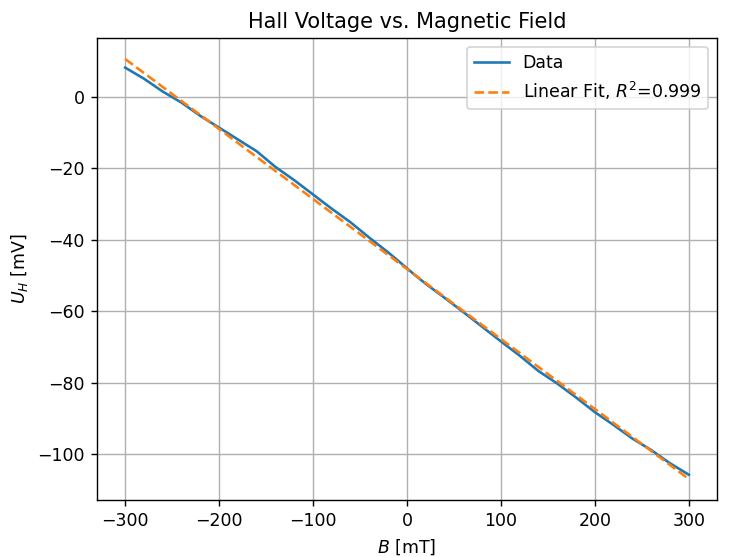 Hall Voltage vs. Magnetic Field
Data
Linear Fit, $R^2$=0.999
0
−20
−40
−60
−80
−100
$U_H$ [mV]
−300 −200 −100 0 100 200 300
$B$ [mT]